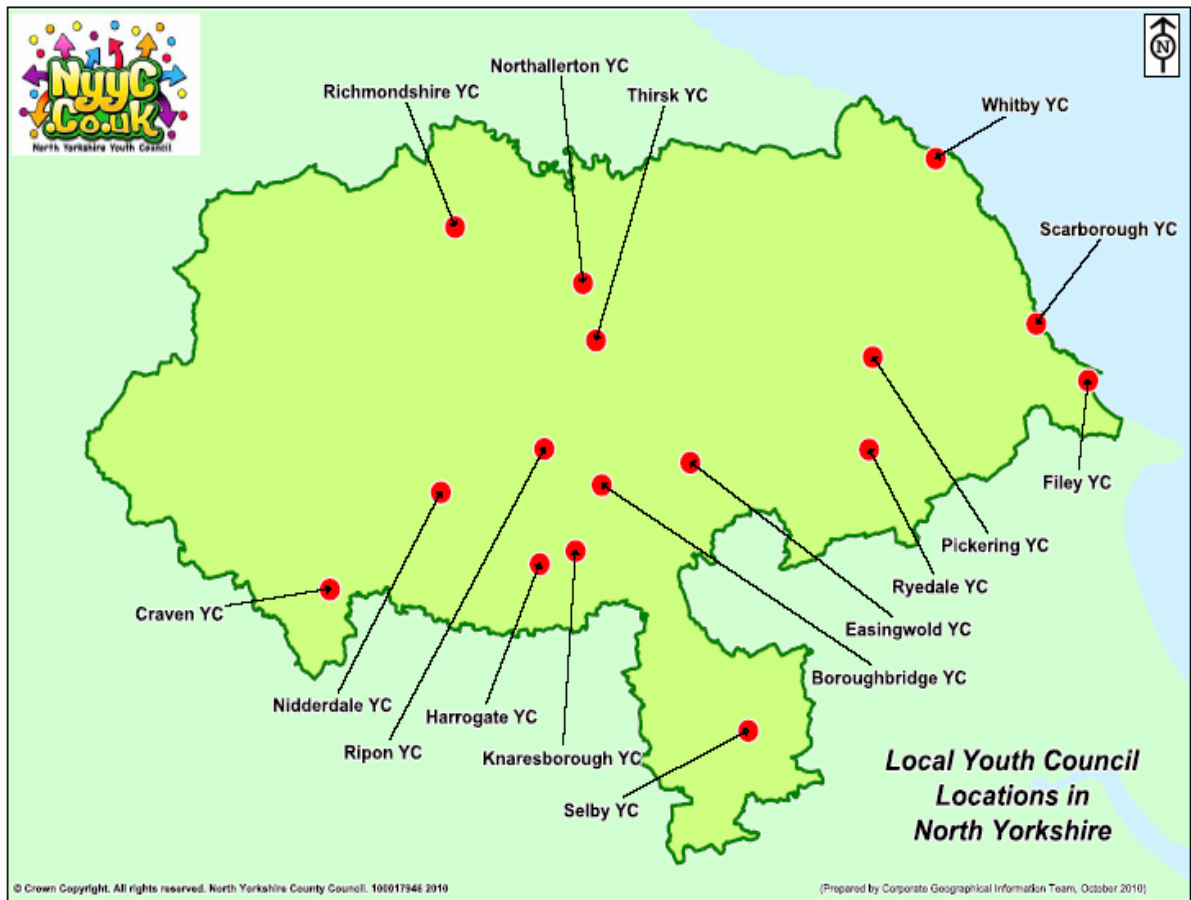 NyyC
.Co.uk
North Yorkshire Youth Council
N
Northallerton YC
Richmondshire YC
Thirsk YC
Whitby YC
Scarborough YC
Filey YC
Pickering YC
Ryedale YC
Craven YC
Easingwold YC
Boroughbridge YC
Nidderdale YC
Harrogate YC
Ripon YC
Knaresborough YC
Selby YC
Local Youth Council
Locations in
North Yorkshire
© Crown Copyright. All rights reserved. North Yorkshire County Council. 100017946 2010
(Prepared by Corporate Geographical Information Team, October 2010)